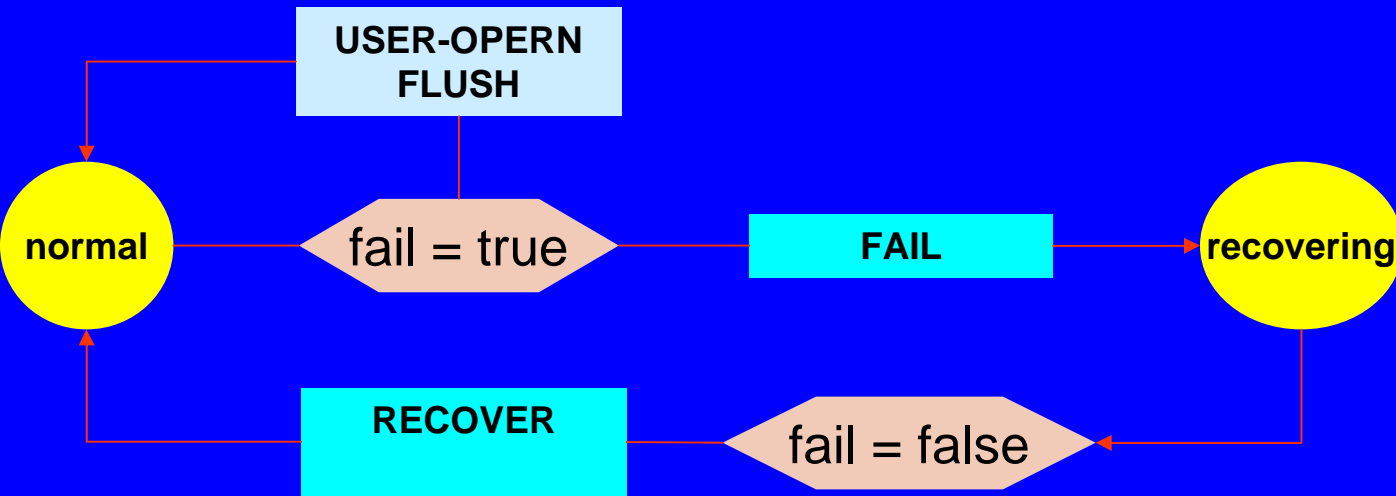 USER-OPERN
FLUSH
normal
fail = true
FAIL
recovering
RECOVER
fail = false